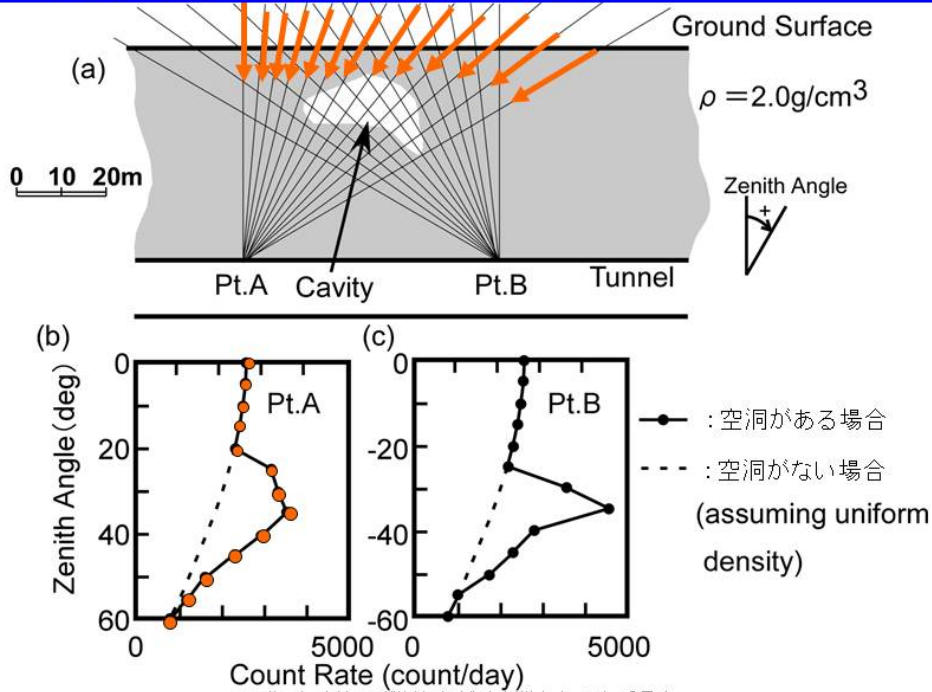 Ground Surface
(a)
ρ =2.0g/cm3
0 10 20m
Zenith Angle
+
Pt.A Cavity Pt.B Tunnel
(b) (c)
0 0
Pt.A Pt.B
20 -20
40 -40
60 -60
Zenith Angle(deg)
0 5000 0 5000
Count Rate (count/day)
:空洞がある場合
:空洞がない場合
(assuming uniform
density)